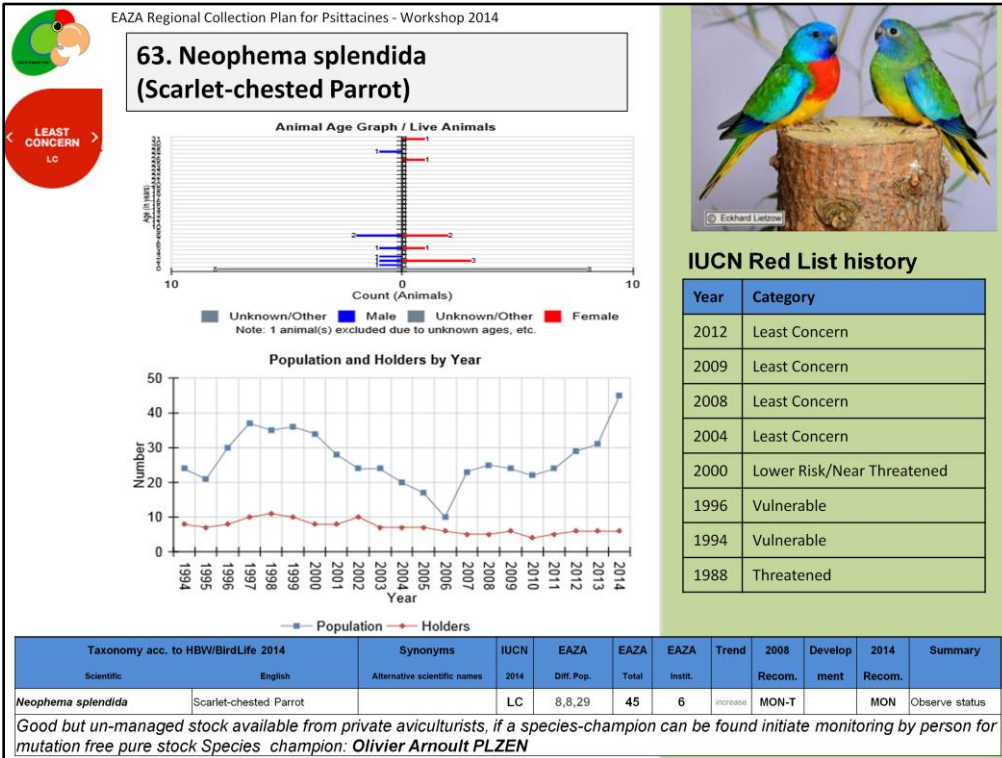 EAZA Regional Collection Plan for Psittacines - Workshop 2014
63. Neophema splendida
(Scarlet-chested Parrot)
LEAST
CONCERN
LC
Animal Age Graph / Live Animals
Age (in years)
1
1
1
2 2
1 1
3
10 0 10
Count (Animals)
Unknown/Other Male Unknown/Other Female
Note: 1 animal(s) excluded due to unknown ages, etc.
Population and Holders by Year
Number
50
40
30
20
10
0
1994 1995 1996 1997 1998 1999 2000 2001 2002 2003 2004 2005 2006 2007 2008 2009 2010 2011 2012 2013 2014
Year
Population Holders
© Eckhard Lietzow
IUCN Red List history
Year Category
2012 Least Concern
2009 Least Concern
2008 Least Concern
2004 Least Concern
2000 Lower Risk/Near Threatened
1996 Vulnerable
1994 Vulnerable
1988 Threatened
Taxonomy acc. to HBW/BirdLife 2014 Synonyms IUCN EAZA EAZA EAZA Trend 2008 Develop 2014 Summary
Scientific English Alternative scientific names 2014 Diff. Pop. Total Instit. Recom. ment Recom.
Neophema splendida Scarlet-chested Parrot LC 8,8,29 45 6 increase MON-T MON Observe status
Good but un-managed stock available from private aviculturists, if a species-champion can be found initiate monitoring by person for
mutation free pure stock Species champion: Olivier Arnoult PLZEN